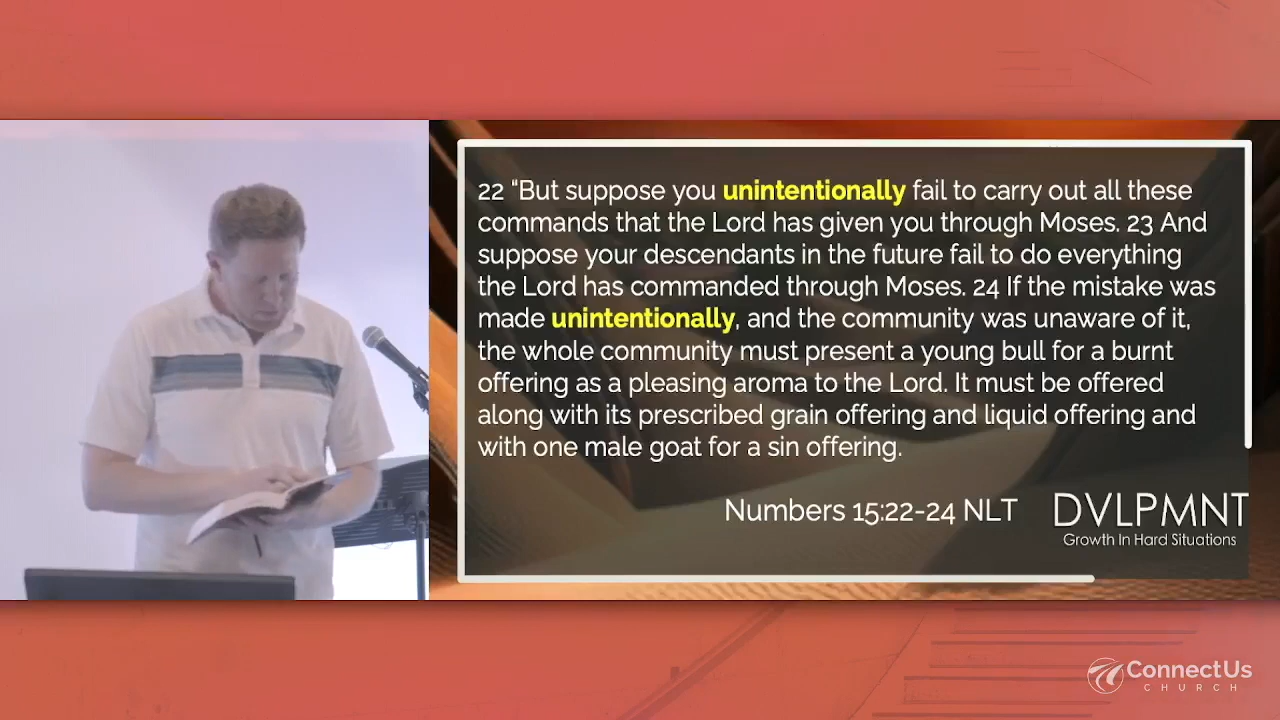 22 “But suppose you unintentionally fail to carry out all these
commands that the Lord has given you through Moses. 23 And
suppose your descendants in the future fail to do everything
the Lord has commanded through Moses. 24 If the mistake was
made unintentionally, and the community was unaware of it,
the whole community must present a young bull for a burnt
offering as a pleasing aroma to the Lord. It must be offered
along with its prescribed grain offering and liquid offering and
with one male goat for a sin offering.
Numbers 15:22-24 NLT
DVLPMNT
Growth In Hard Situations
ConnectUs
CHURCH